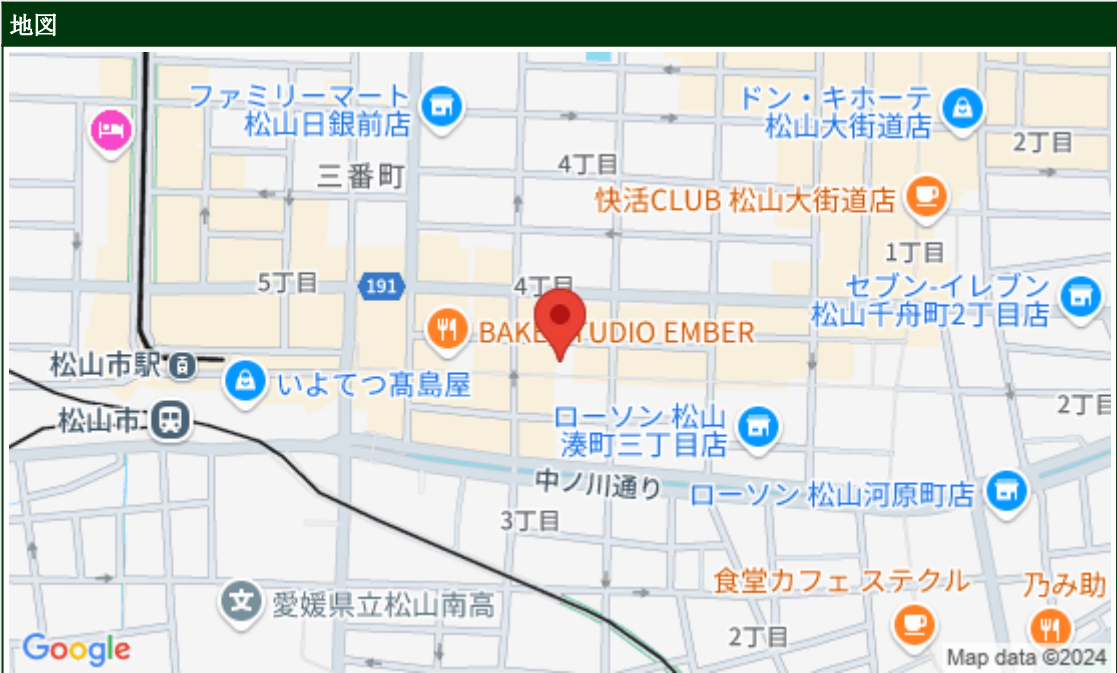 地図
ファミリーマート
松山日銀前店
ドン・キホーテ
松山大街道店
2丁目
4丁目
三番町
快活CLUB 松山大街道店
1丁目
5丁目
191
4丁目
セブン-イレブン
松山千舟町2丁目店
BAKE STUDIO EMBER
松山市駅
いよてつ髙島屋
2丁目
松山市
ローソン 松山
湊町三丁目店
中ノ川通り
ローソン 松山河原町店
3丁目
食堂カフェ ステクル
乃み助
愛媛県立松山南高
2丁目
Google
Map data ©2024